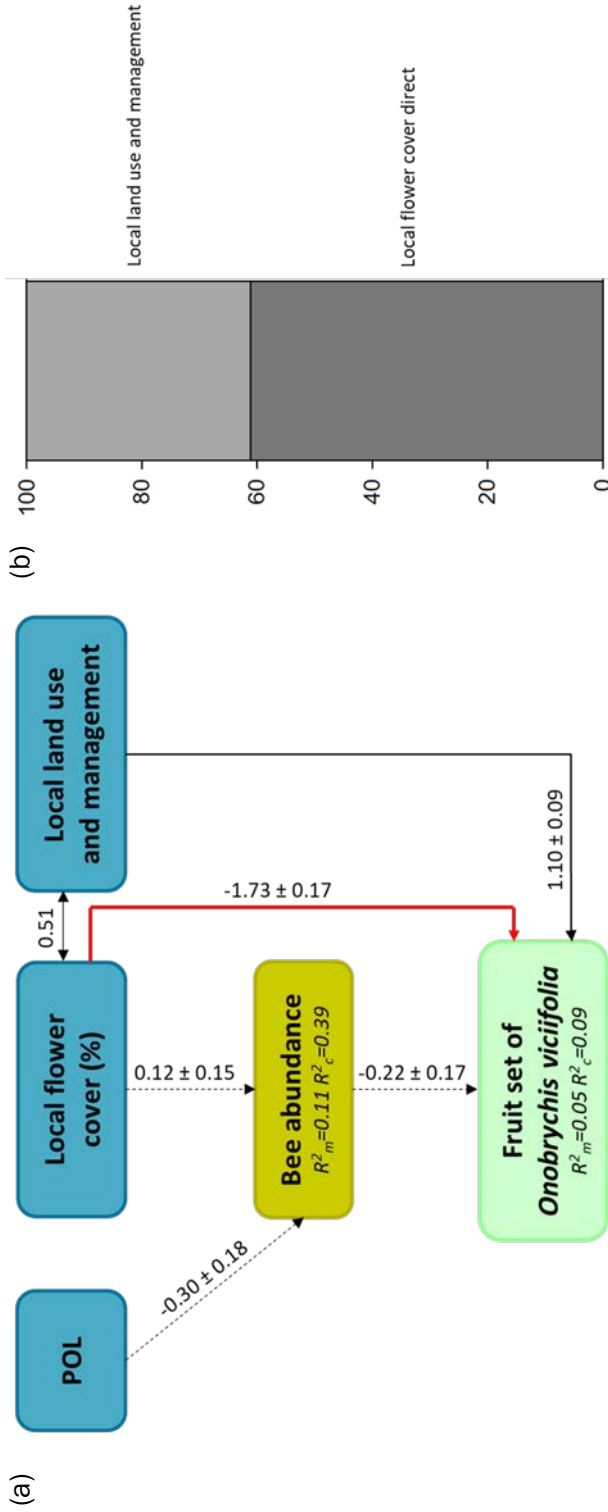 (a)
POL
Local flower
cover (%)
0.51
Local land use
and management
-0.30 ± 0.18
0.12 ± 0.15
-1.73 ± 0.17
Bee abundance
R²m=0.11 R²c=0.39
-0.22 ± 0.17
1.10 ± 0.09
Fruit set of
Onobrychis viciifolia
R²m=0.05 R²c=0.09
(b)
100
80
60
40
20
0
Local land use and management
Local flower cover direct